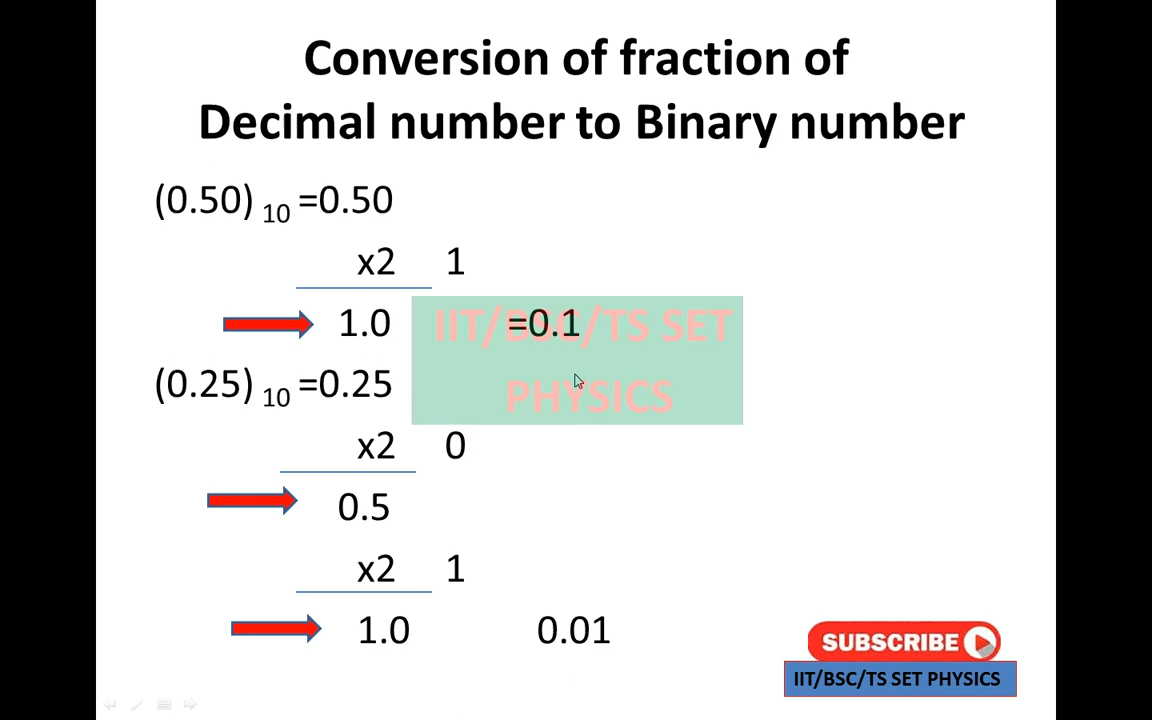 Conversion of fraction of
Decimal number to Binary number
(0.50) 10 =0.50
x2 1
1.0 =0.1
IIT/BSC/TS SET
PHYSICS
(0.25) 10 =0.25
x2 0
0.5
x2 1
1.0 0.01
SUBSCRIBE
IIT/BSC/TS SET PHYSICS